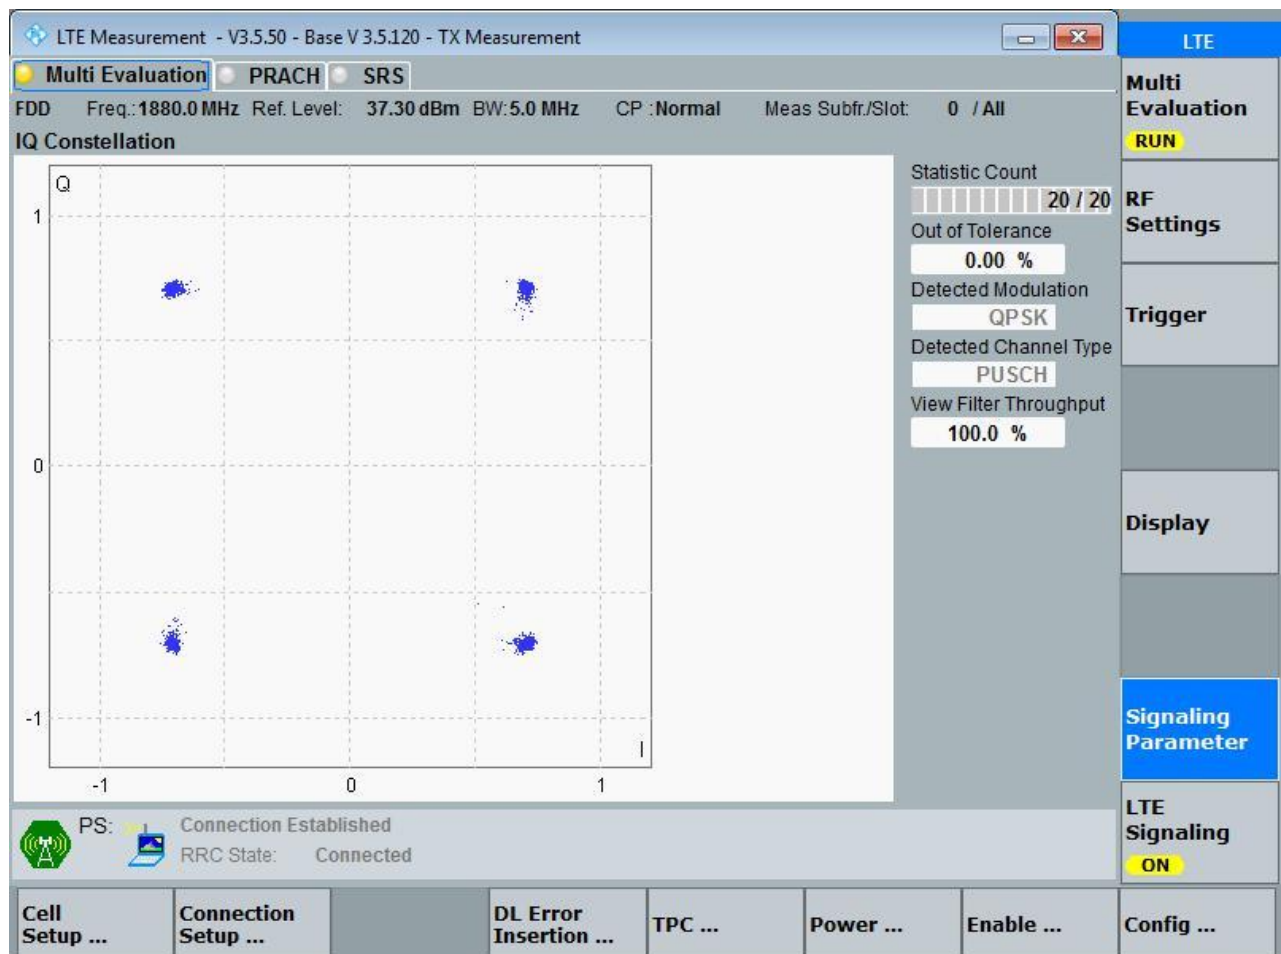 LTE Measurement - V3.5.50 - Base V 3.5.120 - TX Measurement
LTE
Multi Evaluation PRACH SRS
FDD Freq.: 1880.0 MHz Ref. Level: 37.30 dBm BW: 5.0 MHz CP : Normal Meas Subfr./Slot: 0 / All
IQ Constellation
Q
1
0
-1
I
-1 0 1
Statistic Count
20 / 20
Out of Tolerance
0.00 %
Detected Modulation
QPSK
Detected Channel Type
PUSCH
View Filter Throughput
100.0 %
Multi
Evaluation
RUN
RF
Settings
Trigger
Display
Signaling
Parameter
LTE
Signaling
ON
PS: Connection Established
RRC State: Connected
Cell
Setup ...
Connection
Setup ...
DL Error
Insertion ...
TPC ...
Power ...
Enable ...
Config ...